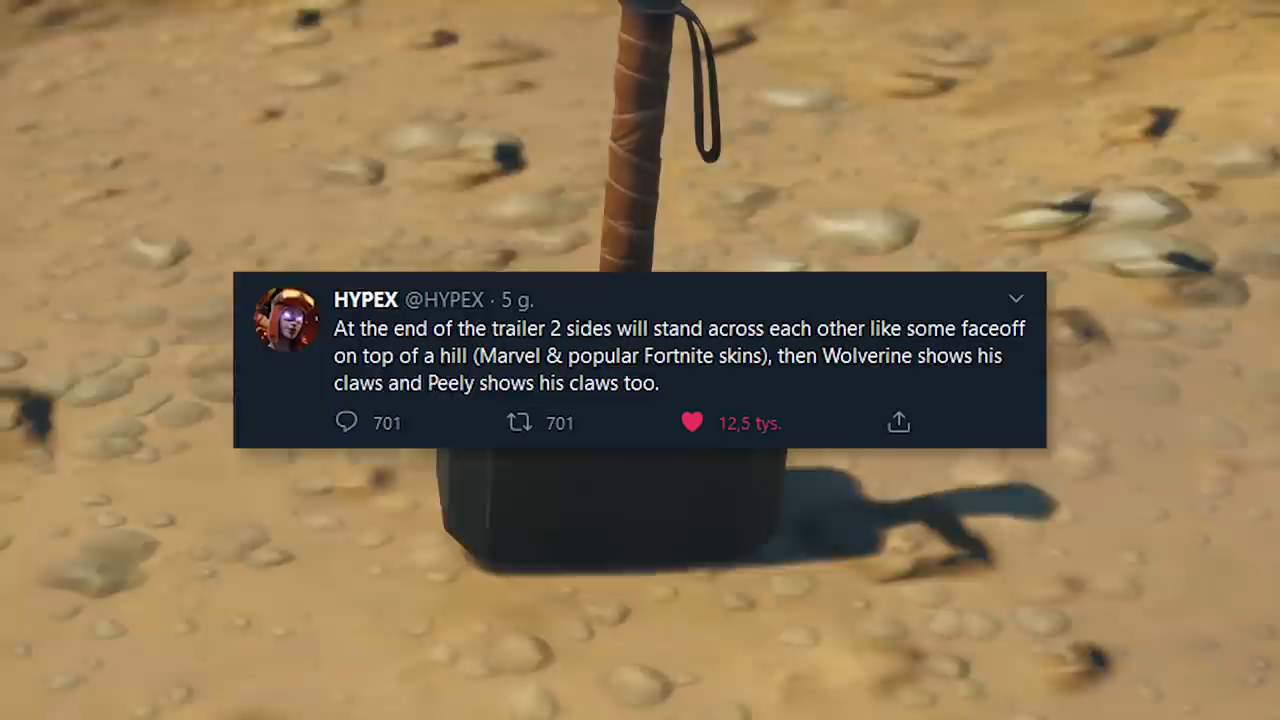 HYPEX @HYPEX · 5 g.
At the end of the trailer 2 sides will stand across each other like some faceoff
on top of a hill (Marvel & popular Fortnite skins), then Wolverine shows his
claws and Peely shows his claws too.
701 701 12,5 tys.